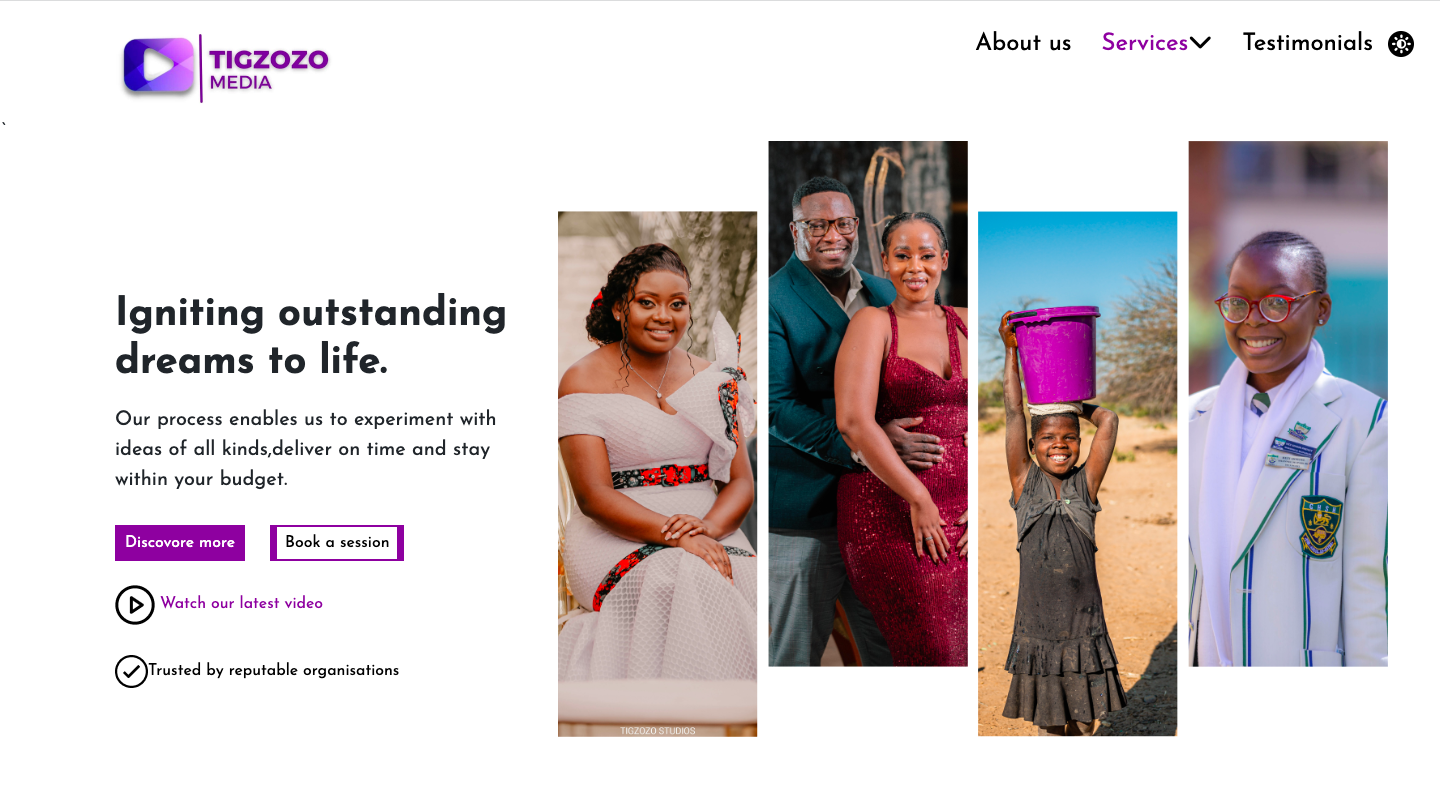 TIGZOZO
MEDIA
About us Services Testimonials
`
Igniting outstanding
dreams to life.
Our process enables us to experiment with
ideas of all kinds,deliver on time and stay
within your budget.
Discovore more Book a session
Watch our latest video
Trusted by reputable organisations
TIGZOZO STUDIOS